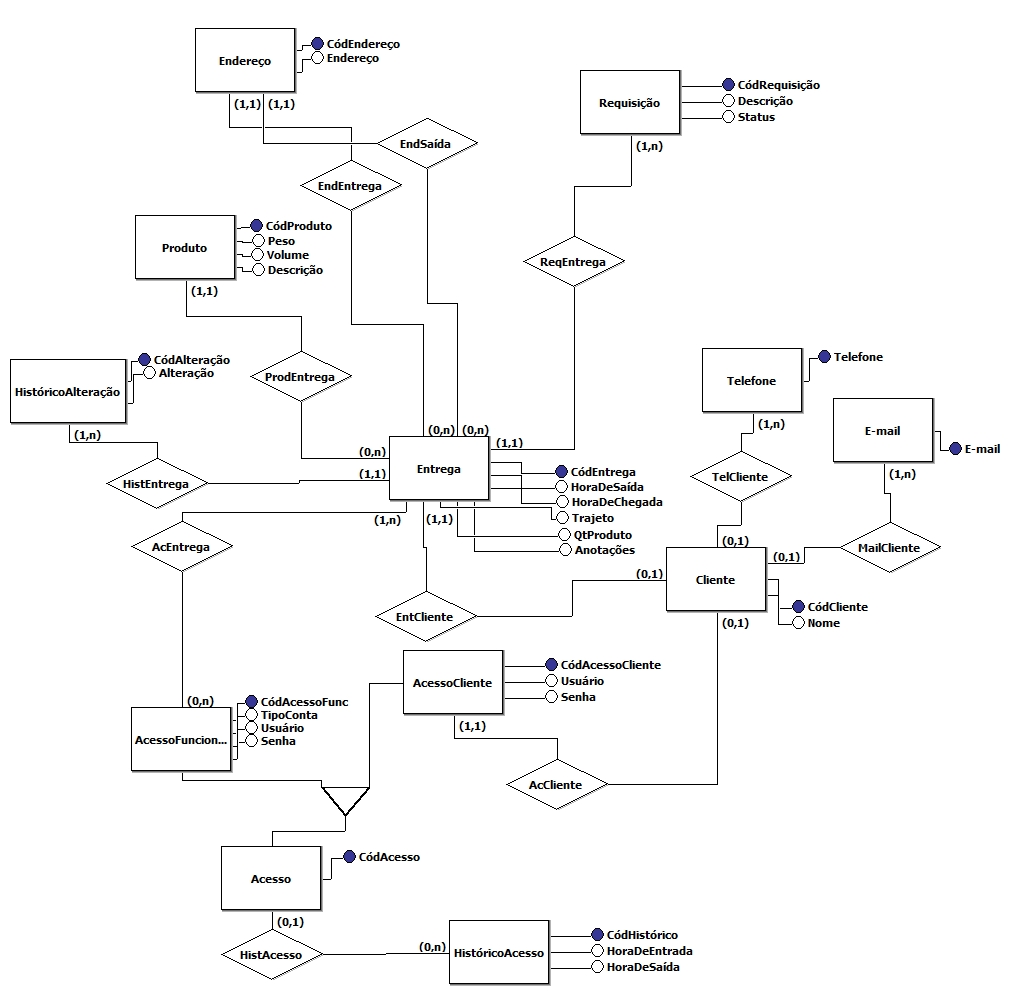 Endereço
CódEndereço
Endereço
(1,1)
(1,1)
Requisição
CódRequisição
Descrição
Status
(1,n)
EndSaída
EndEntrega
Produto
CódProduto
Peso
Volume
Descrição
(1,1)
ReqEntrega
HistóricoAlteração
CódAlteração
Alteração
(1,n)
ProdEntrega
Telefone
Telefone
(1,n)
E-mail
E-mail
(1,n)
(0,n)
(0,n)
(1,1)
(0,n)
(1,1)
Entrega
CódEntrega
HoraDeSaída
HoraDeChegada
Trajeto
QtProduto
Anotações
(1,n)
(1,1)
HistEntrega
TelCliente
AcEntrega
MailCliente
(0,1)
(0,1)
(0,1)
Cliente
CódCliente
Nome
(0,1)
EntCliente
AcessoCliente
CódAcessoCliente
Usuário
Senha
(1,1)
(0,n)
AcessoFuncion...
CódAcessoFunc
TipoConta
Usuário
Senha
AcCliente
Acesso
CódAcesso
(0,1)
HistAcesso
(0,n)
HistóricoAcesso
CódHistórico
HoraDeEntrada
HoraDeSaída